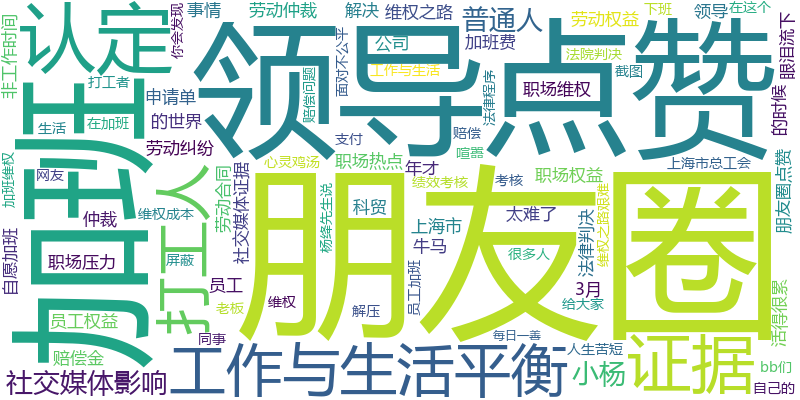 认定
领导点赞
朋友圈
加班
打工人
工作与生活平衡
证据
社交媒体影响
小杨
普通人
事情
劳动仲裁
解决
维权之路
劳动权益
下班
领导
在这个
你会发现
非工作时间
打工者
生活
在加班
申请单
的世界
劳动纠纷
公司
加班费
面对不公平
工作与生活
法院判决
截图
赔偿问题
法律程序
职场维权
眼泪流下
的时候
支付
赔偿
喧嚣
上海市总工会
朋友圈点赞
加班维权
网友
仲裁
维权成本
劳动合同
社交媒体证据
心灵鸡汤
职场热点
年才
绩效考核
考核
职场权益
自愿加班
职场压力
屏蔽
员工
杨绛先生说
科贸
上海市
牛马
太难了
很多人
法律判决
维权之路艰难
员工权益
老板
维权
解压
员工加班
3月
给大家
活得很累
赔偿金
同事
每日一善
人生苦短
bb们
自己的